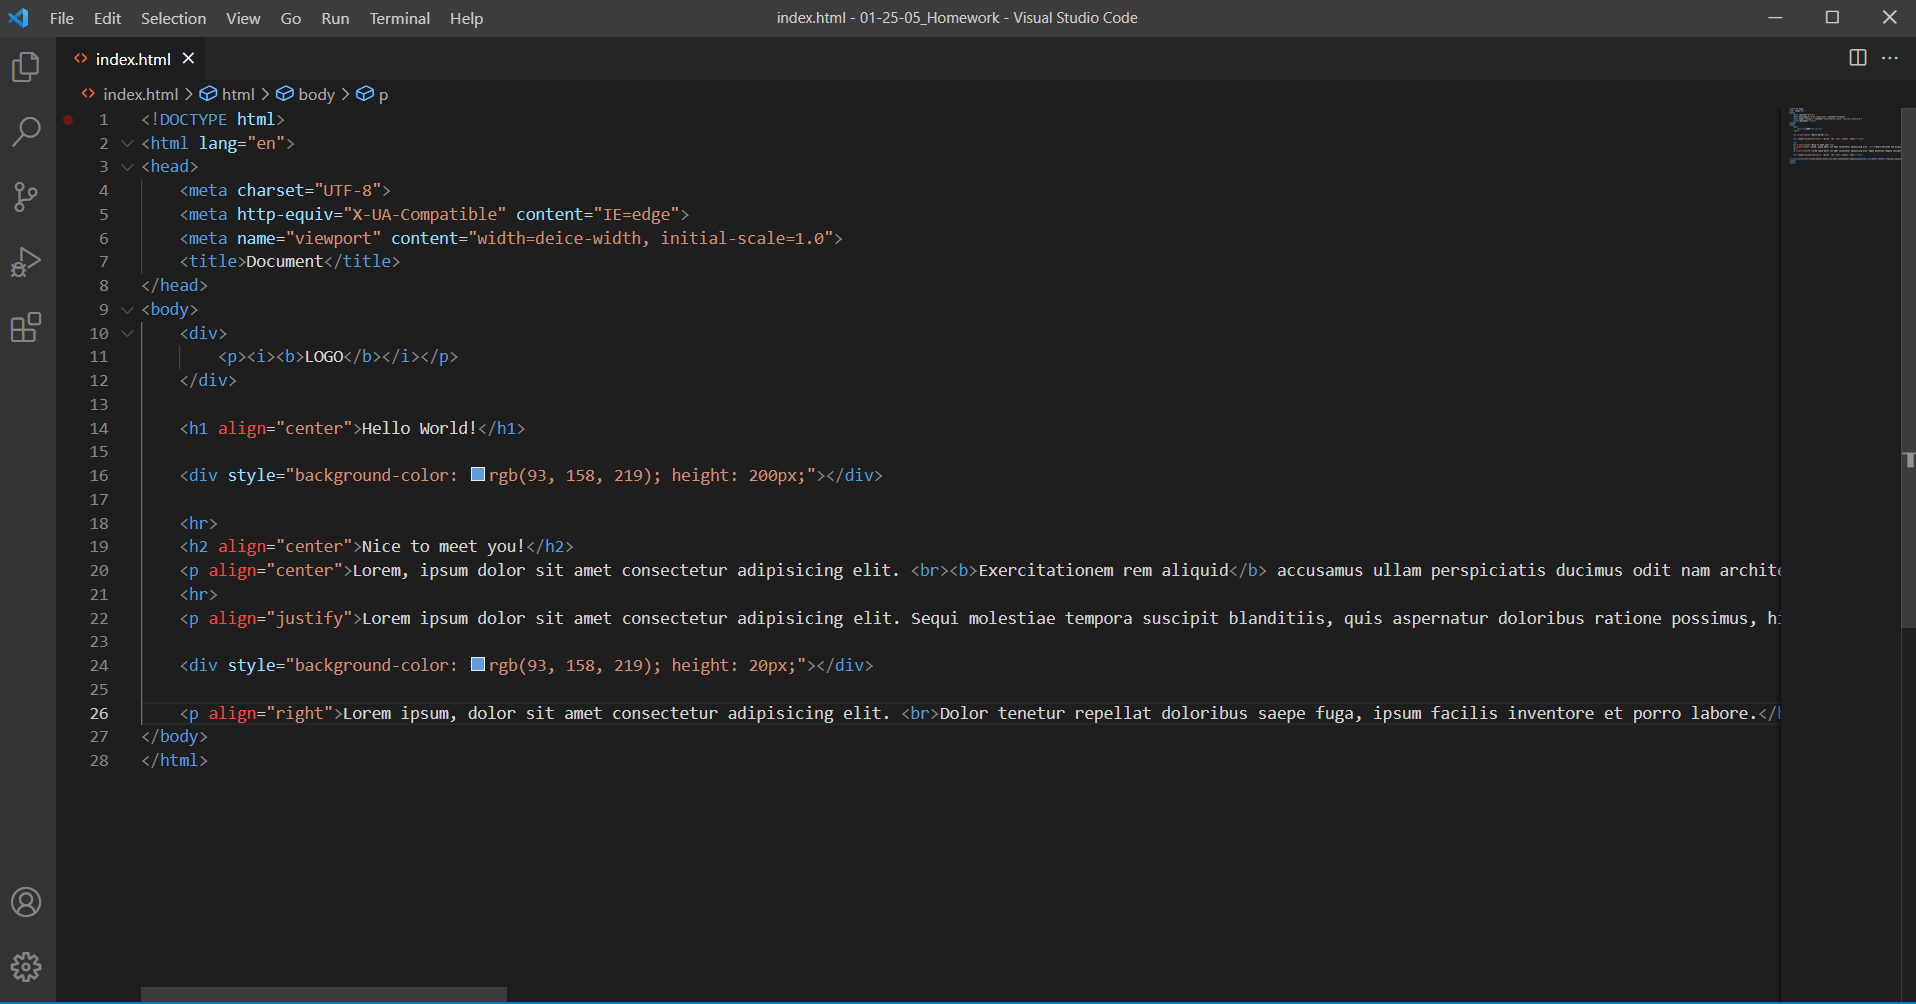 File Edit Selection View Go Run Terminal Help index.html - 01-25-05_Homework - Visual Studio Code
index.html
index.html > html > body > p
1 <!DOCTYPE html>
2 <html lang="en">
3 <head>
4 <meta charset="UTF-8">
5 <meta http-equiv="X-UA-Compatible" content="IE=edge">
6 <meta name="viewport" content="width=deice-width, initial-scale=1.0">
7 <title>Document</title>
8 </head>
9 <body>
10 <div>
11 <p><i><b>LOGO</b></i></p>
12 </div>
13
14 <h1 align="center">Hello World!</h1>
15
16 <div style="background-color: rgb(93, 158, 219); height: 200px;"></div>
17
18 <hr>
19 <h2 align="center">Nice to meet you!</h2>
20 <p align="center">Lorem, ipsum dolor sit amet consectetur adipisicing elit. <br><b>Exercitationem rem aliquid</b> accusamus ullam perspiciatis ducimus odit nam archite
21 <hr>
22 <p align="justify">Lorem ipsum dolor sit amet consectetur adipisicing elit. Sequi molestiae tempora suscipit blanditiis, quis aspernatur doloribus ratione possimus, hi
23
24 <div style="background-color: rgb(93, 158, 219); height: 20px;"></div>
25
26 <p align="right">Lorem ipsum, dolor sit amet consectetur adipisicing elit. <br>Dolor tenetur repellat doloribus saepe fuga, ipsum facilis inventore et porro labore.</b
27 </body>
28 </html>